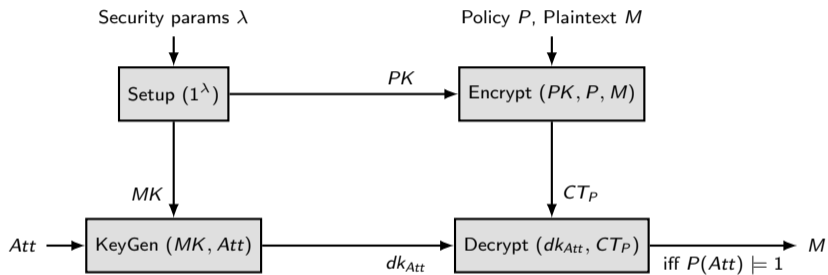 Security params λ
Policy P, Plaintext M
Setup (1^λ)
PK
Encrypt (PK, P, M)
MK
CT_P
Att
KeyGen (MK, Att)
dk_Att
Decrypt (dk_Att, CT_P)
iff P(Att) ⊨ 1
M